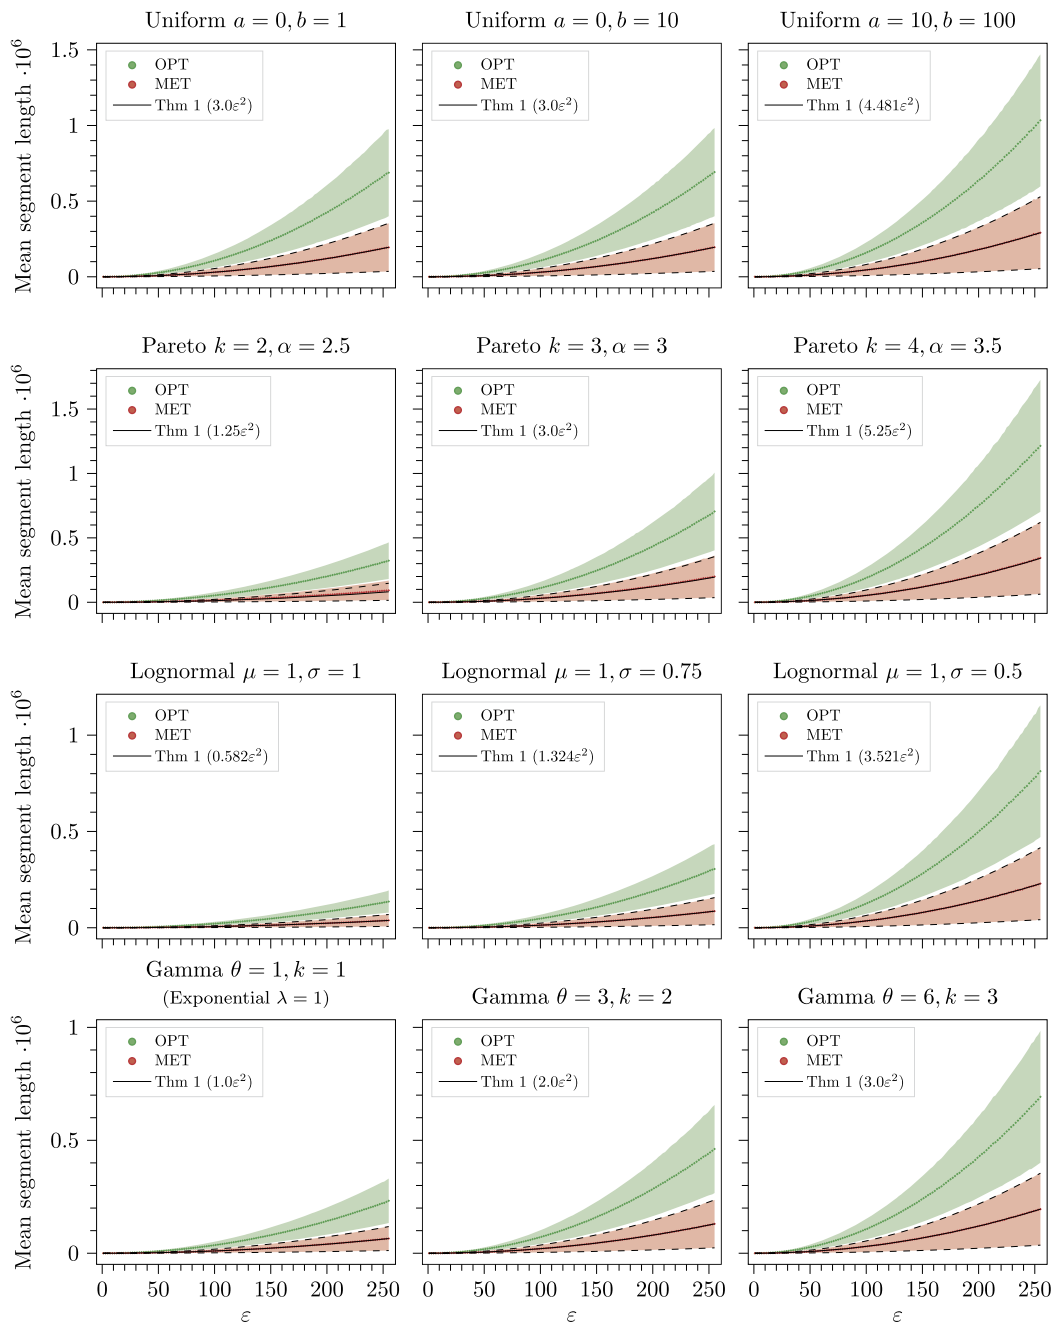 Uniform a = 0, b = 1
Uniform a = 0, b = 10
Uniform a = 10, b = 100
Mean segment length ·10⁶
1.5
1
0.5
0
OPT
MET
Thm 1 (3.0ε²)
OPT
MET
Thm 1 (3.0ε²)
OPT
MET
Thm 1 (4.481ε²)
Pareto k = 2, α = 2.5
Pareto k = 3, α = 3
Pareto k = 4, α = 3.5
Mean segment length ·10⁶
1.5
1
0.5
0
OPT
MET
Thm 1 (1.25ε²)
OPT
MET
Thm 1 (3.0ε²)
OPT
MET
Thm 1 (5.25ε²)
Lognormal μ = 1, σ = 1
Lognormal μ = 1, σ = 0.75
Lognormal μ = 1, σ = 0.5
Mean segment length ·10⁶
1
0.5
0
OPT
MET
Thm 1 (0.582ε²)
OPT
MET
Thm 1 (1.324ε²)
OPT
MET
Thm 1 (3.521ε²)
Gamma θ = 1, k = 1
(Exponential λ = 1)
Gamma θ = 3, k = 2
Gamma θ = 6, k = 3
Mean segment length ·10⁶
1
0.5
0
OPT
MET
Thm 1 (1.0ε²)
OPT
MET
Thm 1 (2.0ε²)
OPT
MET
Thm 1 (3.0ε²)
0 50 100 150 200 250
0 50 100 150 200 250
0 50 100 150 200 250
ε
ε
ε